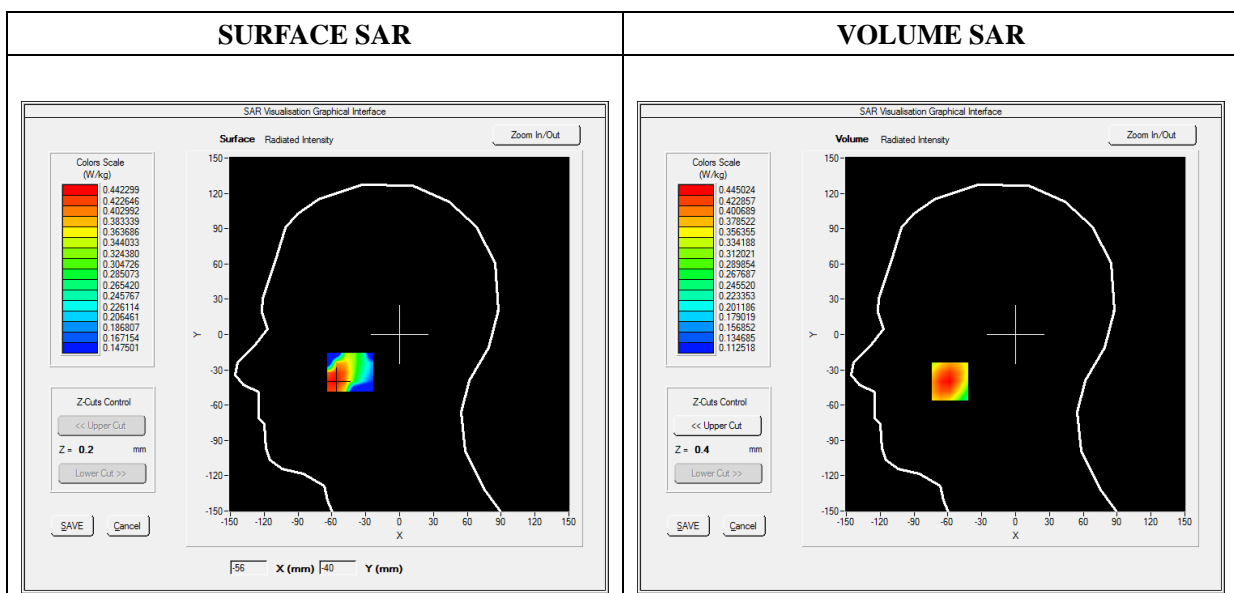 SURFACE SAR
SAR Visualisation Graphical Interface
Surface Radiated Intensity
Zoom In/Out
Colors Scale
(W/kg)
0.442299
0.422646
0.402992
0.383339
0.363686
0.344033
0.324380
0.304726
0.285073
0.265420
0.245767
0.226114
0.206461
0.186807
0.167154
0.147501
Z-Cuts Control
<< Upper Cut
Z = 0.2 mm
Lower Cut >>
SAVE Cancel
150
120
90
60
30
0
-30
-60
-90
-120
-150
Y
-150 -120 -90 -60 -30 0 30 60 90 120 150
X
-56 X (mm) -40 Y (mm)
VOLUME SAR
SAR Visualisation Graphical Interface
Volume Radiated Intensity
Zoom In/Out
Colors Scale
(W/kg)
0.445024
0.422857
0.400689
0.378522
0.356355
0.334188
0.312021
0.289854
0.267687
0.245520
0.223353
0.201186
0.179019
0.156852
0.134685
0.112518
Z-Cuts Control
<< Upper Cut
Z = 0.4 mm
Lower Cut >>
SAVE Cancel
150
120
90
60
30
0
-30
-60
-90
-120
-150
Y
-150 -120 -90 -60 -30 0 30 60 90 120 150
X